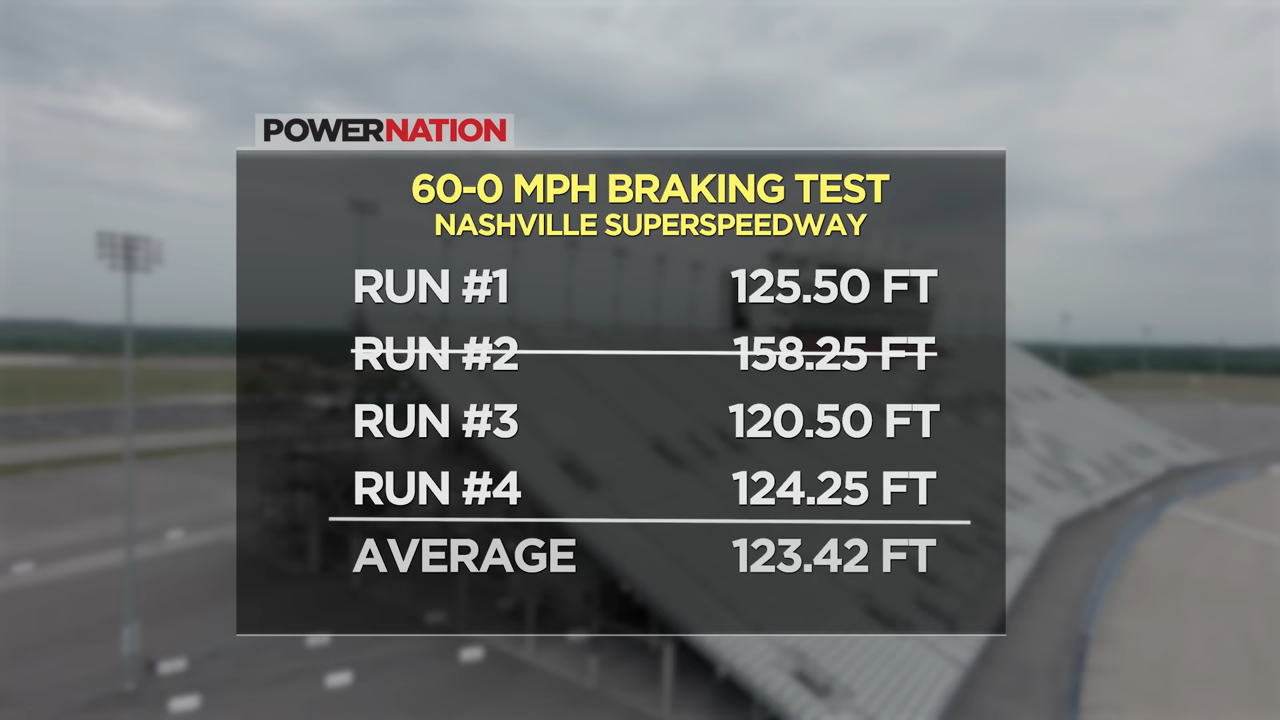 POWERNATION
60-0 MPH BRAKING TEST
NASHVILLE SUPERSPEEDWAY
RUN #1 125.50 FT
RUN #2 158.25 FT
RUN #3 120.50 FT
RUN #4 124.25 FT
AVERAGE 123.42 FT